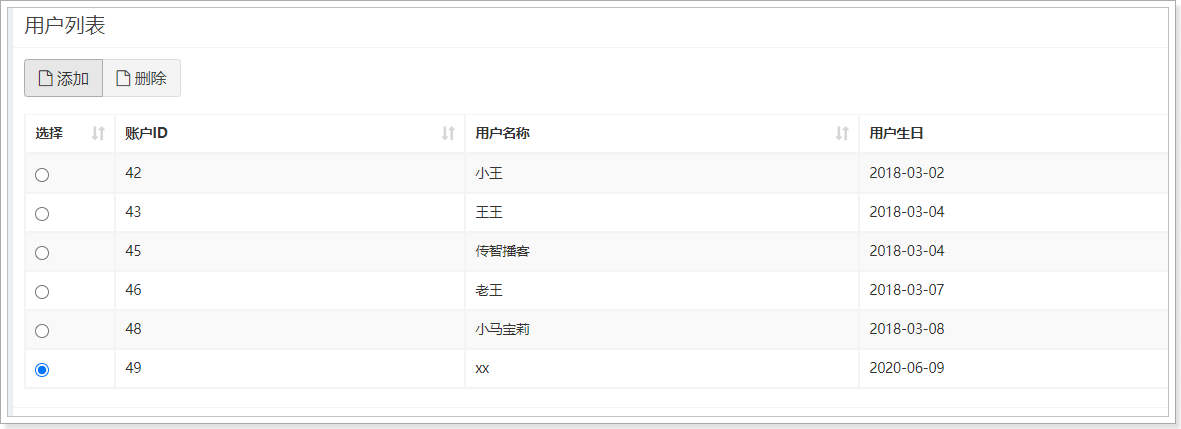 用户列表
添加 删除
选择 账户ID 用户名称 用户生日
42 小王 2018-03-02
43 王王 2018-03-04
45 传智播客 2018-03-04
46 老王 2018-03-07
48 小马宝莉 2018-03-08
49 xx 2020-06-09